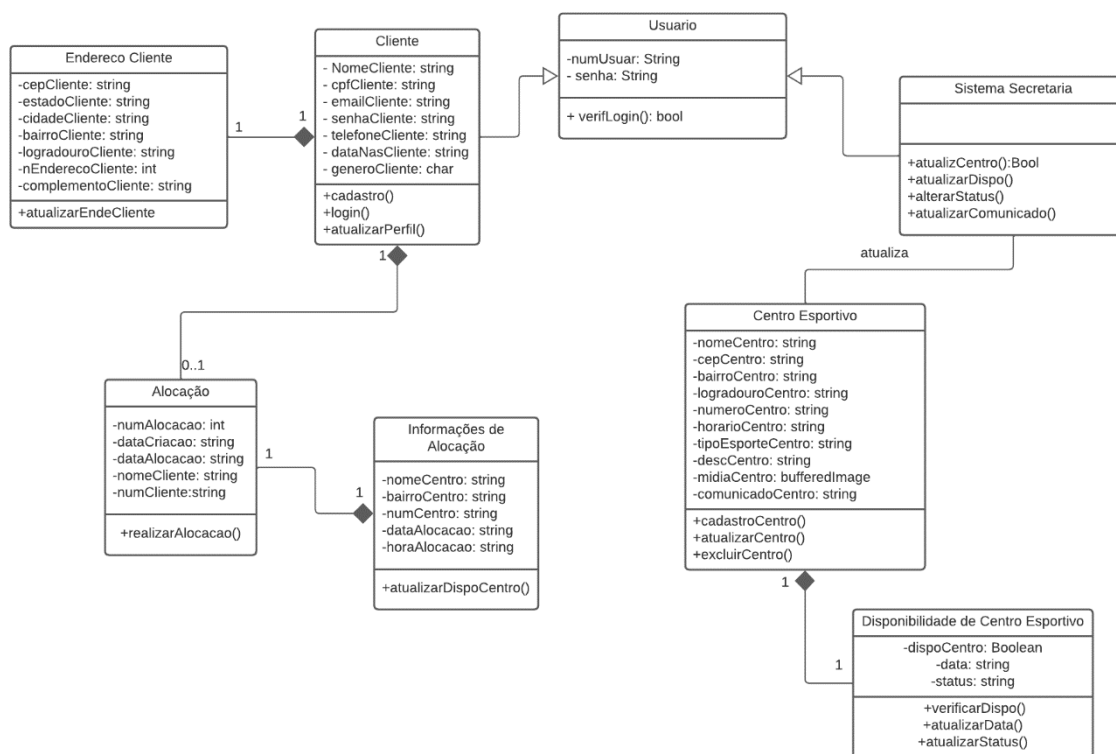 Endereco Cliente
-cepCliente: string
-estadoCliente: string
-cidadeCliente: string
-bairroCliente: string
-logradouroCliente: string
-nEnderecoCliente: int
-complementoCliente: string
+atualizarEndeCliente
1
1
Cliente
- NomeCliente: string
- cpfCliente: string
- emailCliente: string
- senhaCliente: string
- telefoneCliente: string
- dataNasCliente: string
- generoCliente: char
+cadastro()
+login()
+atualizarPerfil()
1
Usuario
-numUsuar: String
- senha: String
+ verifLogin(): bool
Sistema Secretaria
+atualizCentro():Bool
+atualizarDispo()
+alterarStatus()
+atualizarComunicado()
atualiza
0..1
Alocação
-numAlocacao: int
-dataCriacao: string
-dataAlocacao: string
-nomeCliente: string
-numCliente:string
+realizarAlocacao()
1
1
Informações de
Alocação
-nomeCentro: string
-bairroCentro: string
-numCentro: string
-dataAlocacao: string
-horaAlocacao: string
+atualizarDispoCentro()
Centro Esportivo
-nomeCentro: string
-cepCentro: string
-bairroCentro: string
-logradouroCentro: string
-numeroCentro: string
-horarioCentro: string
-tipoEsporteCentro: string
-descCentro: string
-midiaCentro: bufferedImage
-comunicadoCentro: string
+cadastroCentro()
+atualizarCentro()
+excluirCentro()
1
1
Disponibilidade de Centro Esportivo
-dispoCentro: Boolean
-data: string
-status: string
+verificarDispo()
+atualizarData()
+atualizarStatus()